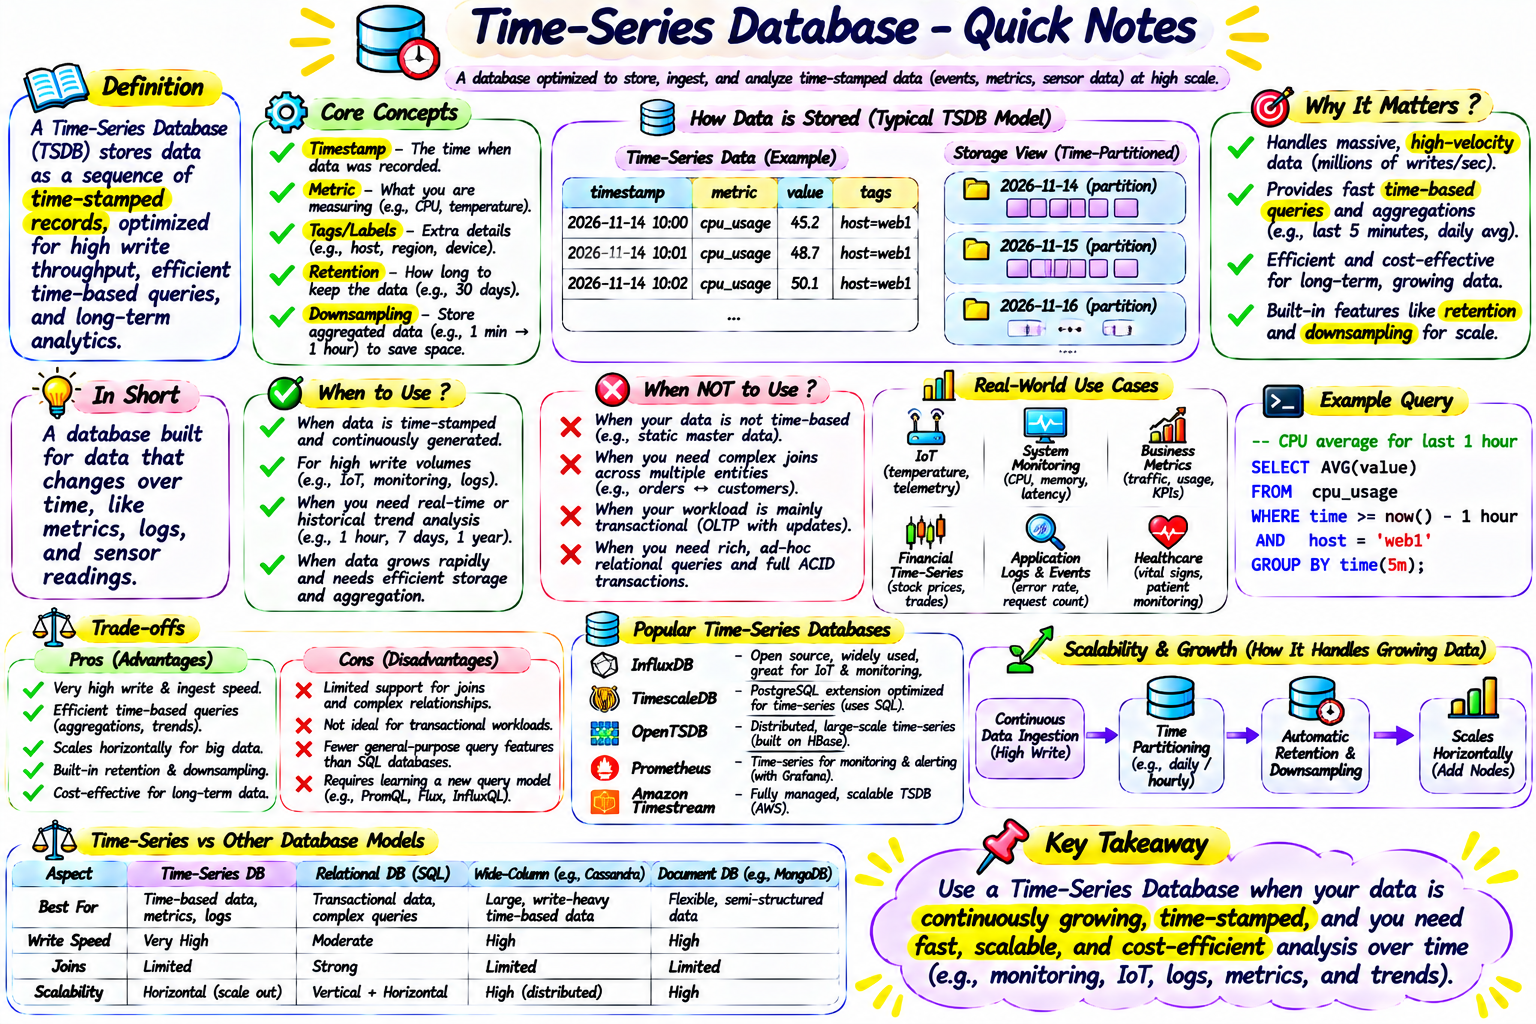 Time-Series Database - Quick Notes
A database optimized to store, ingest, and analyze time-stamped data (events, metrics, sensor data) at high scale.
Definition
A Time-Series Database
(TSDB) stores data
as a sequence of
time-stamped
records, optimized
for high write
throughput, efficient
time-based queries,
and long-term
analytics.
Core Concepts
Timestamp – The time when
data was recorded.
Metric – What you are
measuring (e.g., CPU, temperature).
Tags/Labels – Extra details
(e.g., host, region, device).
Retention – How long to
keep the data (e.g., 30 days).
Downsampling – Store
aggregated data (e.g., 1 min →
1 hour) to save space.
How Data is Stored (Typical TSDB Model)
Time-Series Data (Example)
timestamp metric value tags
2026-11-14 10:00 cpu_usage 45.2 host=web1
2026-11-14 10:01 cpu_usage 48.7 host=web1
2026-11-14 10:02 cpu_usage 50.1 host=web1
...
Storage View (Time-Partitioned)
2026-11-14 (partition)
2026-11-15 (partition)
2026-11-16 (partition)
...
....
Why It Matters ?
Handles massive, high-velocity
data (millions of writes/sec).
Provides fast time-based
queries and aggregations
(e.g., last 5 minutes, daily avg).
Efficient and cost-effective
for long-term, growing data.
Built-in features like retention
and downsampling for scale.
In Short
A database built
for data that
changes over
time, like
metrics, logs,
and sensor
readings.
When to Use ?
When data is time-stamped
and continuously generated.
For high write volumes
(e.g., IoT, monitoring, logs).
When you need real-time or
historical trend analysis
(e.g., 1 hour, 7 days, 1 year).
When data grows rapidly
and needs efficient storage
and aggregation.
When NOT to Use ?
When your data is not time-based
(e.g., static master data).
When you need complex joins
across multiple entities
(e.g., orders ↔ customers).
When your workload is mainly
transactional (OLTP with updates).
When you need rich, ad-hoc
relational queries and full ACID
transactions.
Real-World Use Cases
IoT
(temperature,
telemetry)
System
Monitoring
(CPU, memory,
latency)
Business
Metrics
(traffic, usage,
KPIs)
Financial
Time-Series
(stock prices,
trades)
Application
Logs & Events
(error rate,
request count)
Healthcare
(vital signs,
patient
monitoring)
>_ Example Query
-- CPU average for last 1 hour
SELECT AVG(value)
FROM cpu_usage
WHERE time >= now() - 1 hour
AND host = 'web1'
GROUP BY time(5m);
Trade-offs
Pros (Advantages)
Very high write & ingest speed.
Efficient time-based queries
(aggregations, trends).
Scales horizontally for big data.
Built-in retention & downsampling.
Cost-effective for long-term data.
Cons (Disadvantages)
Limited support for joins
and complex relationships.
Not ideal for transactional workloads.
Fewer general-purpose query features
than SQL databases.
Requires learning a new query model
(e.g., PromQL, Flux, InfluxQL).
Popular Time-Series Databases
InfluxDB – Open source, widely used,
great for IoT & monitoring,
TimescaleDB – PostgreSQL extension optimized
for time-series (uses SQL).
OpenTSDB – Distributed, large-scale time-series
(built on HBase).
Prometheus – Time-series for monitoring & alerting
(with Grafana).
Amazon
Timestream – Fully managed, scalable TSDB
(AWS).
Scalability & Growth (How It Handles Growing Data)
Continuous
Data Ingestion
(High Write)
Time
Partitioning
(e.g., daily /
hourly)
Automatic
Retention &
Downsampling
Scales
Horizontally
(Add Nodes)
Time-Series vs Other Database Models
Aspect Time-Series DB Relational DB (SQL) Wide-Column (e.g., Cassandra) Document DB (e.g., MongoDB)
Best For Time-based data, metrics, logs Transactional data, complex queries Large, write-heavy time-based data Flexible, semi-structured data
Write Speed Very High Moderate High High
Joins Limited Strong Limited Limited
Scalability Horizontal (scale out) Vertical + Horizontal High (distributed) High
Key Takeaway
Use a Time-Series Database when your data is
continuously growing, time-stamped, and you need
fast, scalable, and cost-efficient analysis over time
(e.g., monitoring, IoT, logs, metrics, and trends).